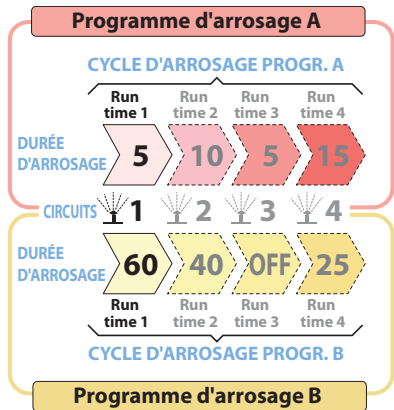 Programme d'arrosage A
CYCLE D'ARROSAGE PROGR. A
Run time 1 Run time 2 Run time 3 Run time 4
DURÉE D'ARROSAGE 5 10 5 15
CIRCUITS 1 2 3 4
DURÉE D'ARROSAGE 60 40 OFF 25
Run time 1 Run time 2 Run time 3 Run time 4
CYCLE D'ARROSAGE PROGR. B
Programme d'arrosage B